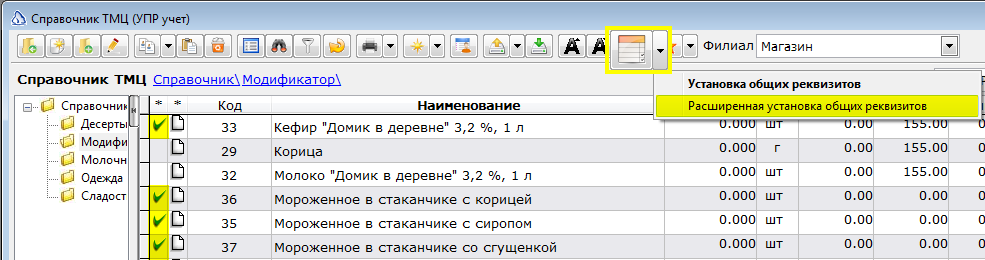 Справочник ТМЦ (УПР учет)
Филиал Магазин
Справочник ТМЦ Справочник\ Модификатор\
Установка общих реквизитов
Расширенная установка общих реквизитов
Справочник
Десерты
Модифи
Молочн
Одежда
Сладост
* * Код Наименование
33 Кефир "Домик в деревне" 3,2 %, 1 л 0.000 шт 0.00 155.00
29 Корица 0.000 г 0.00 155.00
32 Молоко "Домик в деревне" 3,2 %, 1 л 0.000 шт 0.00 155.00
36 Мороженное в стаканчике с корицей 0.000 шт 0.00 0.00
35 Мороженное в стаканчике с сиропом 0.000 шт 0.00 0.00
37 Мороженное в стаканчике со сгущенкой 0.000 шт 0.00 0.00